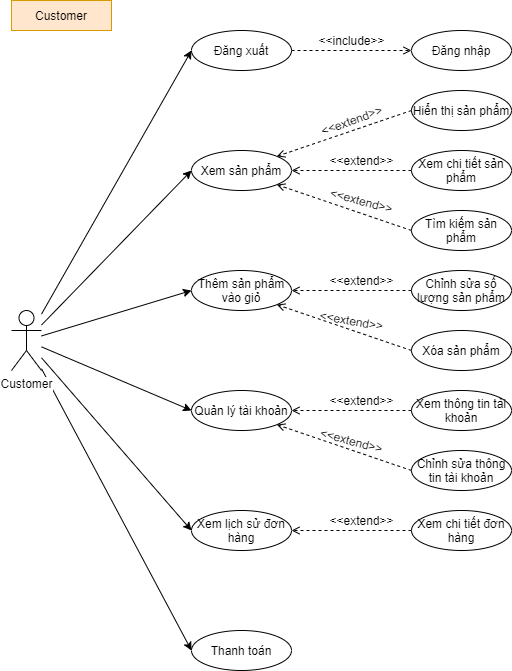 Customer
Đăng xuất
<<include>>
Đăng nhập
<<extend>>
Hiển thị sản phẩm
Xem sản phẩm
<<extend>>
Xem chi tiết sản
phẩm
<<extend>>
Tìm kiếm sản
phẩm
Thêm sản phẩm
vào giỏ
<<extend>>
Chỉnh sửa số
lượng sản phẩm
<<extend>>
Xóa sản phẩm
Customer
Quản lý tài khoản
<<extend>>
Xem thông tin tài
khoản
<<extend>>
Chỉnh sửa thông
tin tài khoản
Xem lịch sử đơn
hàng
<<extend>>
Xem chi tiết đơn
hàng
Thanh toán